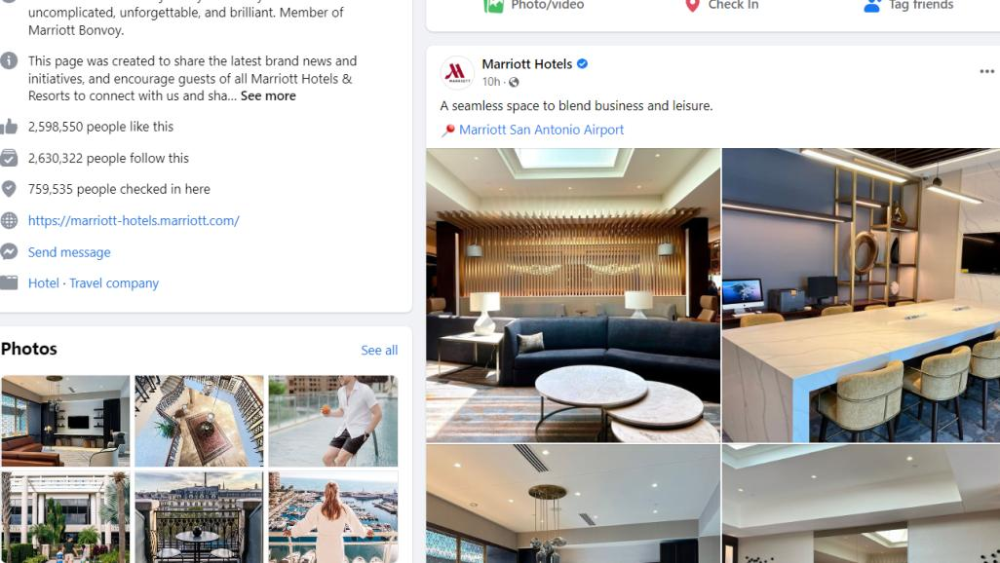 uncomplicated, unforgettable, and brilliant. Member of
Marriott Bonvoy.
This page was created to share the latest brand news and
initiatives, and encourage guests of all Marriott Hotels &
Resorts to connect with us and sha... See more
2,598,550 people like this
2,630,322 people follow this
759,535 people checked in here
https://marriott-hotels.marriott.com/
Send message
Hotel · Travel company
Photos
See all
Photo/video
Check In
Tag friends
MARRIOTT
Marriott Hotels
10h ·
A seamless space to blend business and leisure.
Marriott San Antonio Airport